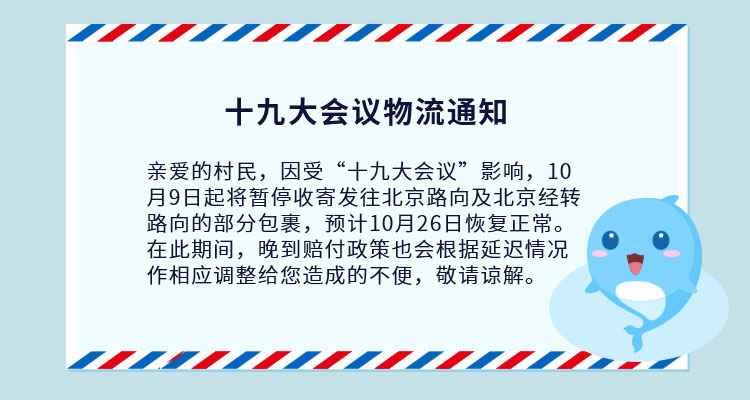 十九大会议物流通知
亲爱的村民，因受“十九大会议”影响，10
月9日起将暂停收寄发往北京路向及北京经转
路向的部分包裹，预计10月26日恢复正常。
在此期间，晚到赔付政策也会根据延迟情况
作相应调整给您造成的不便，敬请谅解。